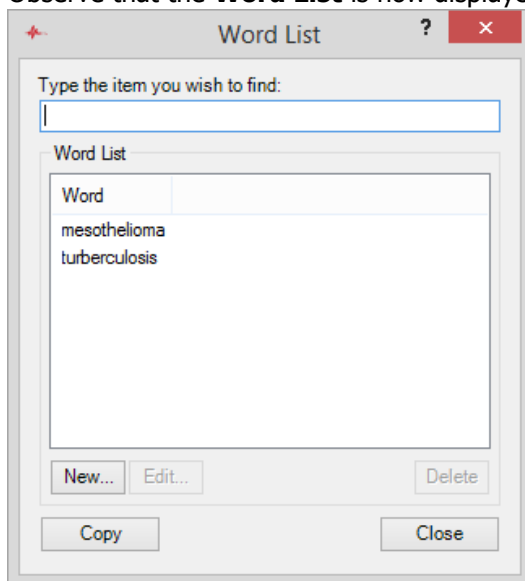 Observe that the Word List is now displaye
Word List ?
Type the item you wish to find:
Word List
Word
mesothelioma
turberculosis
New... Edit... Delete
Copy Close